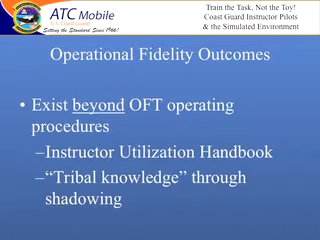 ATC Mobile
U.S. Coast Guard
Setting the Standard Since 1966!
Train the Task, Not the Toy!
Coast Guard Instructor Pilots
& the Simulated Environment
Operational Fidelity Outcomes
• Exist beyond OFT operating
procedures
–Instructor Utilization Handbook
–“Tribal knowledge” through
shadowing